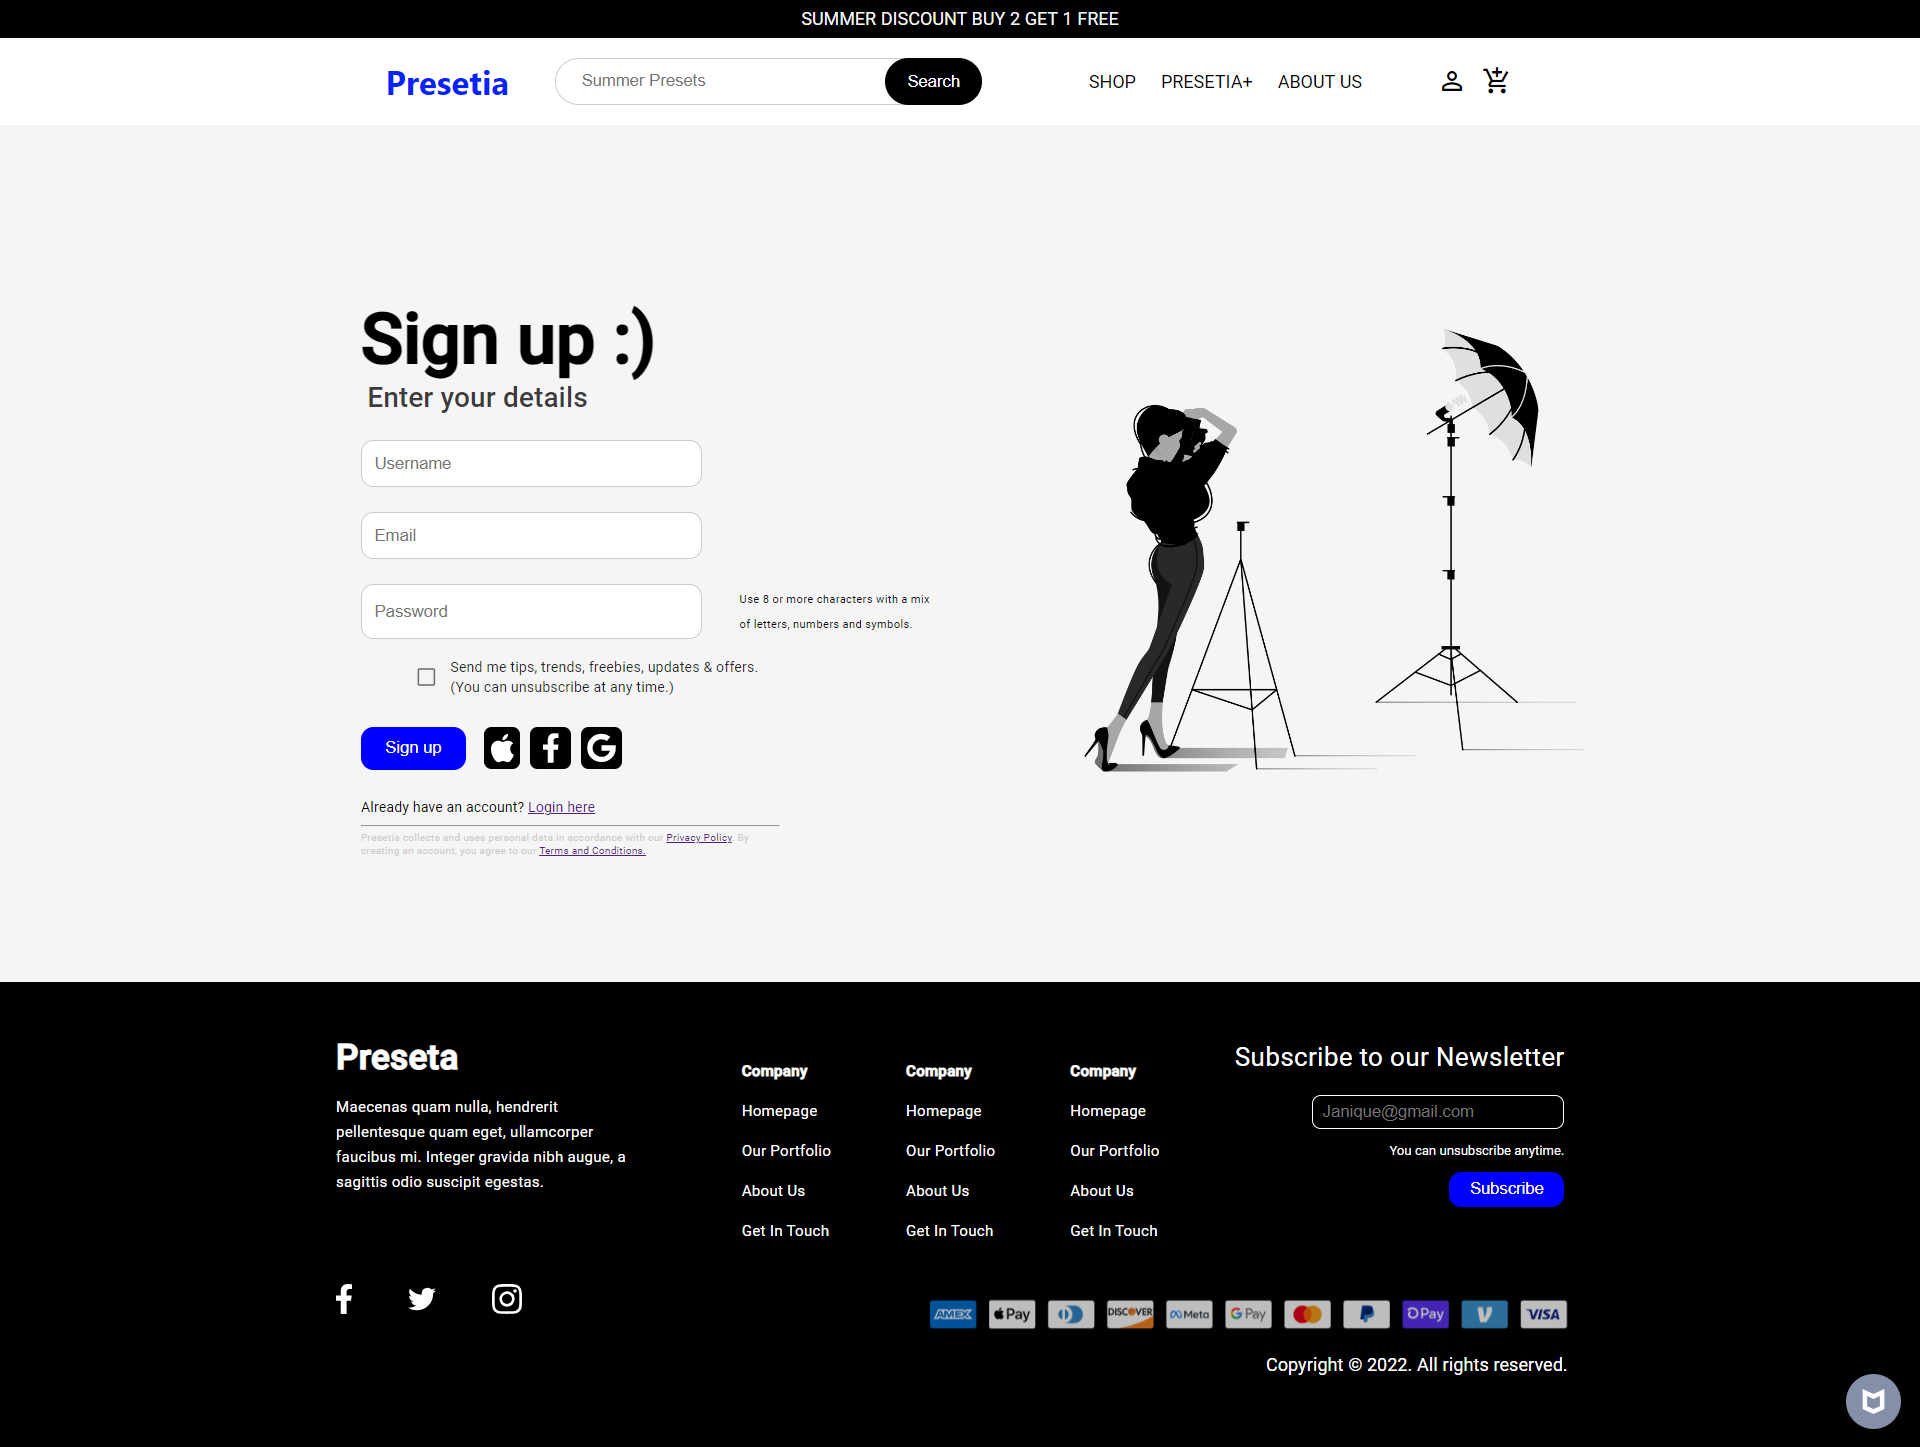 SUMMER DISCOUNT BUY 2 GET 1 FREE
Presetia
Summer Presets
Search
SHOP
PRESETIA+
ABOUT US
Sign up :)
Enter your details
Username
Email
Password
Use 8 or more characters with a mix
of letters, numbers and symbols.
Send me tips, trends, freebies, updates & offers.
(You can unsubscribe at any time.)
Sign up
Already have an account? Login here
Presetia collects and uses personal data in accordance with our Privacy Policy. By
creating an account, you agree to our Terms and Conditions.
Preseta
Maecenas quam nulla, hendrerit
pellentesque quam eget, ullamcorper
faucibus mi. Integer gravida nibh augue, a
sagittis odio suscipit egestas.
Company
Homepage
Our Portfolio
About Us
Get In Touch
Company
Homepage
Our Portfolio
About Us
Get In Touch
Company
Homepage
Our Portfolio
About Us
Get In Touch
Subscribe to our Newsletter
Janique@gmail.com
You can unsubscribe anytime.
Subscribe
AMEX
Pay
DISCOVER
Meta
G Pay
Pay
VISA
Copyright © 2022. All rights reserved.